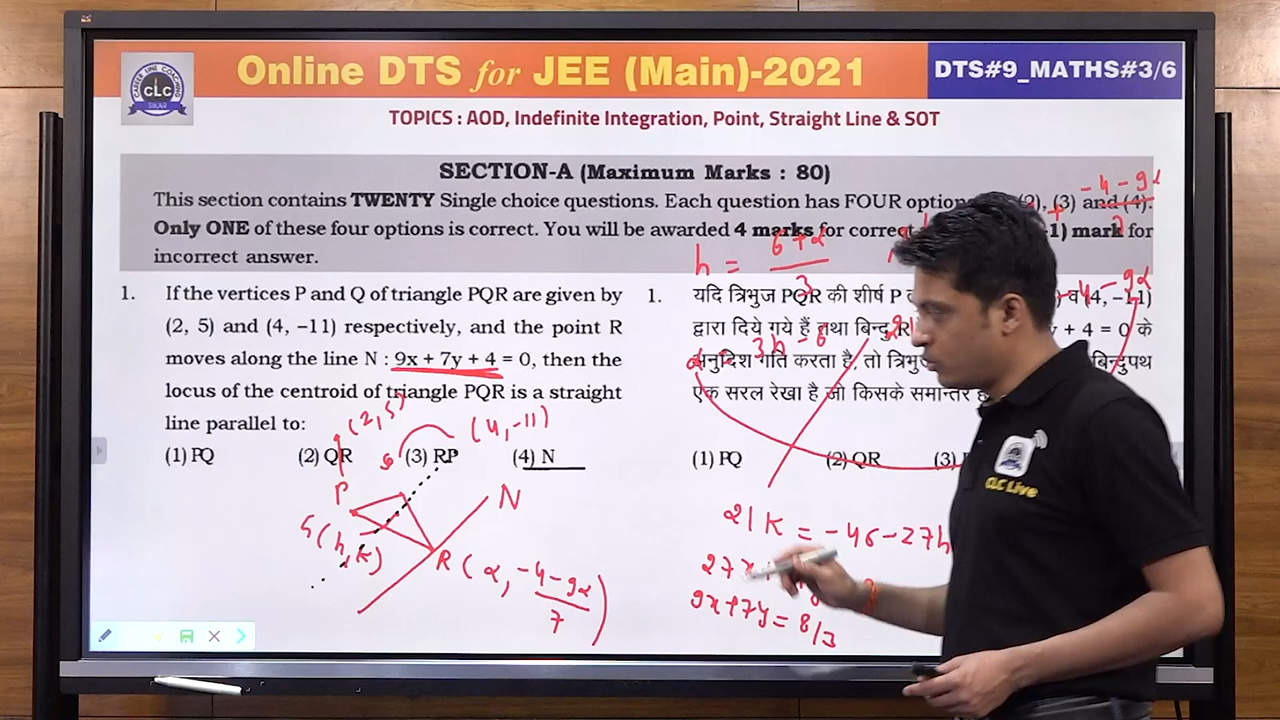 Online DTS for JEE (Main)-2021
DTS#9_MATHS#3/6
CAREER LINE COACHING
CLC
SIKAR
TOPICS : AOD, Indefinite Integration, Point, Straight Line & SOT
SECTION-A (Maximum Marks : 80)
This section contains TWENTY Single choice questions. Each question has FOUR option (2), (3) and (4).
Only ONE of these four options is correct. You will be awarded 4 marks for correct -1) mark for
incorrect answer.
-4-9α
h = 6+α
3
1. If the vertices P and Q of triangle PQR are given by
(2, 5) and (4, −11) respectively, and the point R
moves along the line N : 9x + 7y + 4 = 0, then the
locus of the centroid of triangle PQR is a straight
line parallel to:
(1) PQ (2) QR (3) RP (4) N
1. यदि त्रिभुज PQR की शीर्ष P व (4, −11)
द्वारा दिये गये हैं तथा बिन्दु R y + 4 = 0 के
अनुदिश गति करता है, तो त्रिभु बिन्दुपथ
एक सरल रेखा है जो किसके समान्तर
(1) PQ (2) QR (3)
-4-9α
α = 3h-6
(2,5)
(4,-11)
P
N
G(h,k)
R(α, -4-9α
7 )
21k = -46-27h
27x
9x+7y = 8/3
CLC Live